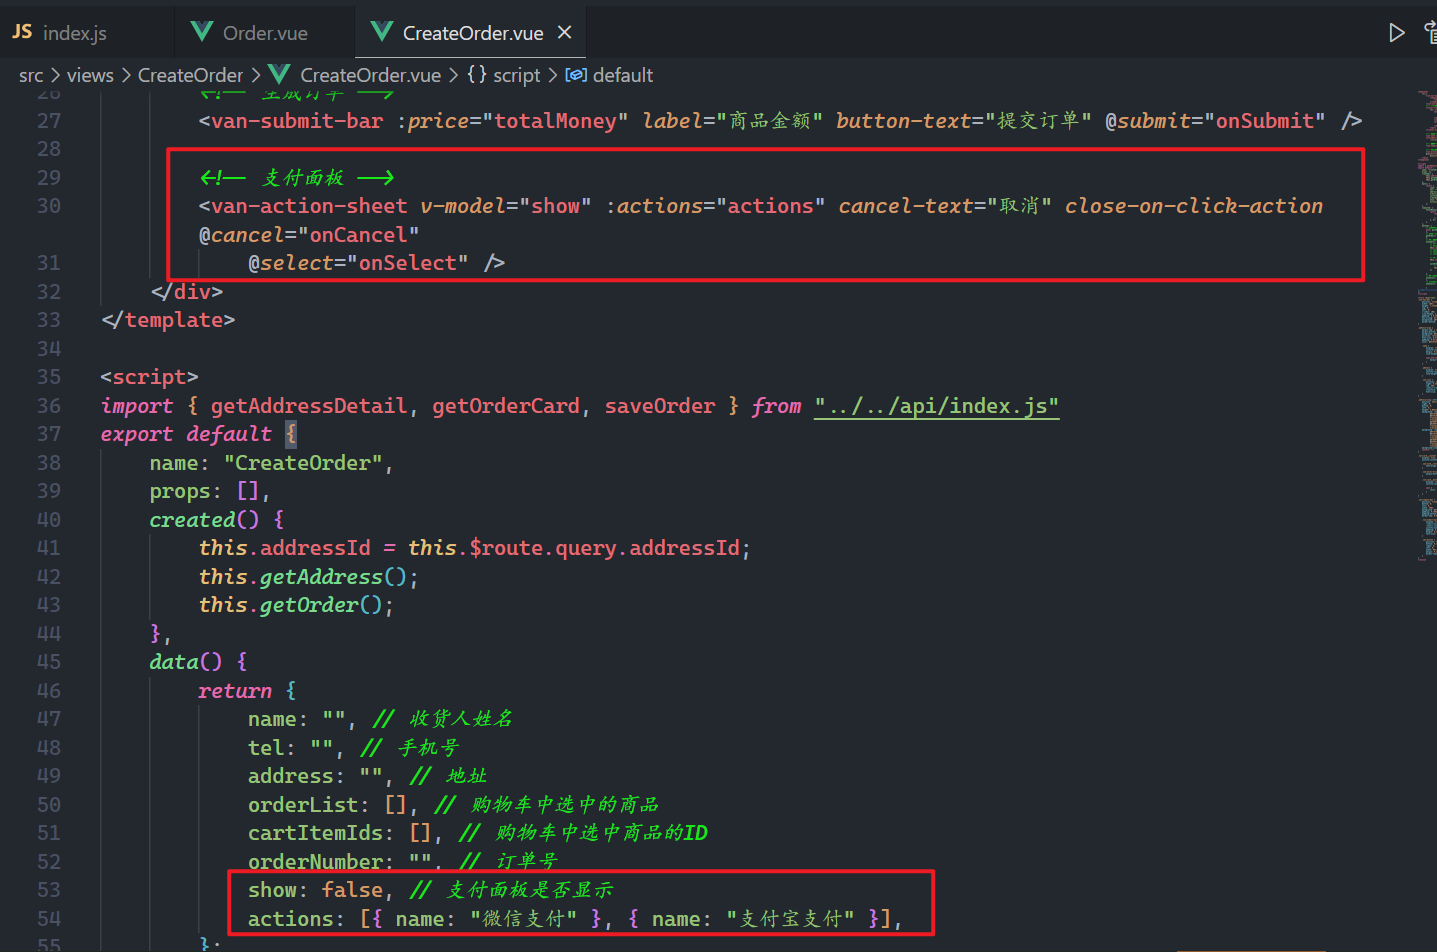 JS index.js Order.vue CreateOrder.vue
src > views > CreateOrder > CreateOrder.vue > {} script > default
26 <!-- 生成订单 -->
27 <van-submit-bar :price="totalMoney" label="商品金额" button-text="提交订单" @submit="onSubmit" />
28
29 <!-- 支付面板 -->
30 <van-action-sheet v-model="show" :actions="actions" cancel-text="取消" close-on-click-action
@cancel="onCancel"
31 @select="onSelect" />
32 </div>
33 </template>
34
35 <script>
36 import { getAddressDetail, getOrderCard, saveOrder } from "../../api/index.js"
37 export default {
38 name: "CreateOrder",
39 props: [],
40 created() {
41 this.addressId = this.$route.query.addressId;
42 this.getAddress();
43 this.getOrder();
44 },
45 data() {
46 return {
47 name: "", // 收货人姓名
48 tel: "", // 手机号
49 address: "", // 地址
50 orderList: [], // 购物车中选中的商品
51 cartItemIds: [], // 购物车中选中商品的ID
52 orderNumber: "", // 订单号
53 show: false, // 支付面板是否显示
54 actions: [{ name: "微信支付" }, { name: "支付宝支付" }],
55 };